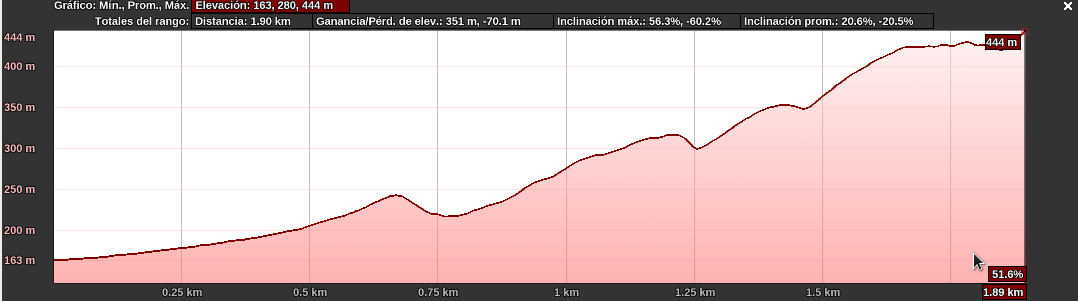 Gráfico: Mín., Prom., Máx. Elevación: 163, 280, 444 m
Totales del rango: Distancia: 1.90 km Ganancia/Pérd. de elev.: 351 m, -70.1 m Inclinación máx.: 56.3%, -60.2% Inclinación prom.: 20.6%, -20.5%
444 m
444 m
400 m
350 m
300 m
250 m
200 m
163 m
51.6%
0.25 km 0.5 km 0.75 km 1 km 1.25 km 1.5 km 1.89 km